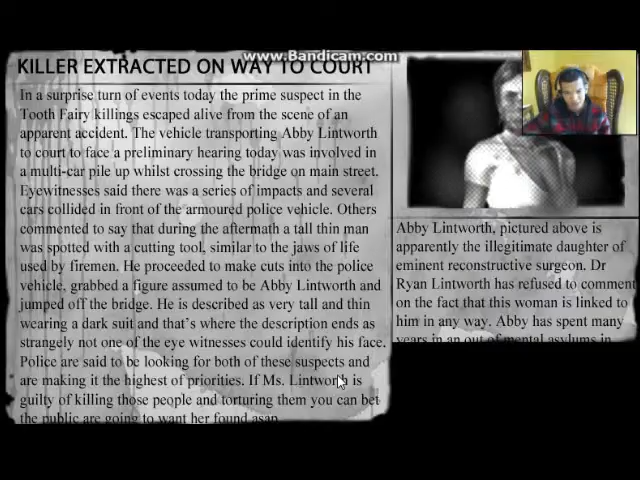 www.Bandicam.com
KILLER EXTRACTED ON WAY TO COURT
In a surprise turn of events today the prime suspect in the
Tooth Fairy killings escaped alive from the scene of an
apparent accident. The vehicle transporting Abby Lintworth
to court to face a preliminary hearing today was involved in
a multi-car pile up whilst crossing the bridge on main street.
Eyewitnesses said there was a series of impacts and several
cars collided in front of the armoured police vehicle. Others
commented to say that during the aftermath a tall thin man
was spotted with a cutting tool, similar to the jaws of life
used by firemen. He proceeded to make cuts into the police
vehicle, grabbed a figure assumed to be Abby Lintworth and
jumped off the bridge. He is described as very tall and thin
wearing a dark suit and that's where the description ends as
strangely not one of the eye witnesses could identify his face.
Police are said to be looking for both of these suspects and
are making it the highest of priorities. If Ms. Lintworth is
guilty of killing those people and torturing them you can bet
the public are going to want her found asap
Abby Lintworth, pictured above is
apparently the illegitimate daughter of
eminent reconstructive surgeon. Dr
Ryan Lintworth has refused to comment
on the fact that this woman is linked to
him in any way. Abby has spent many
years in an out of mental asylums in